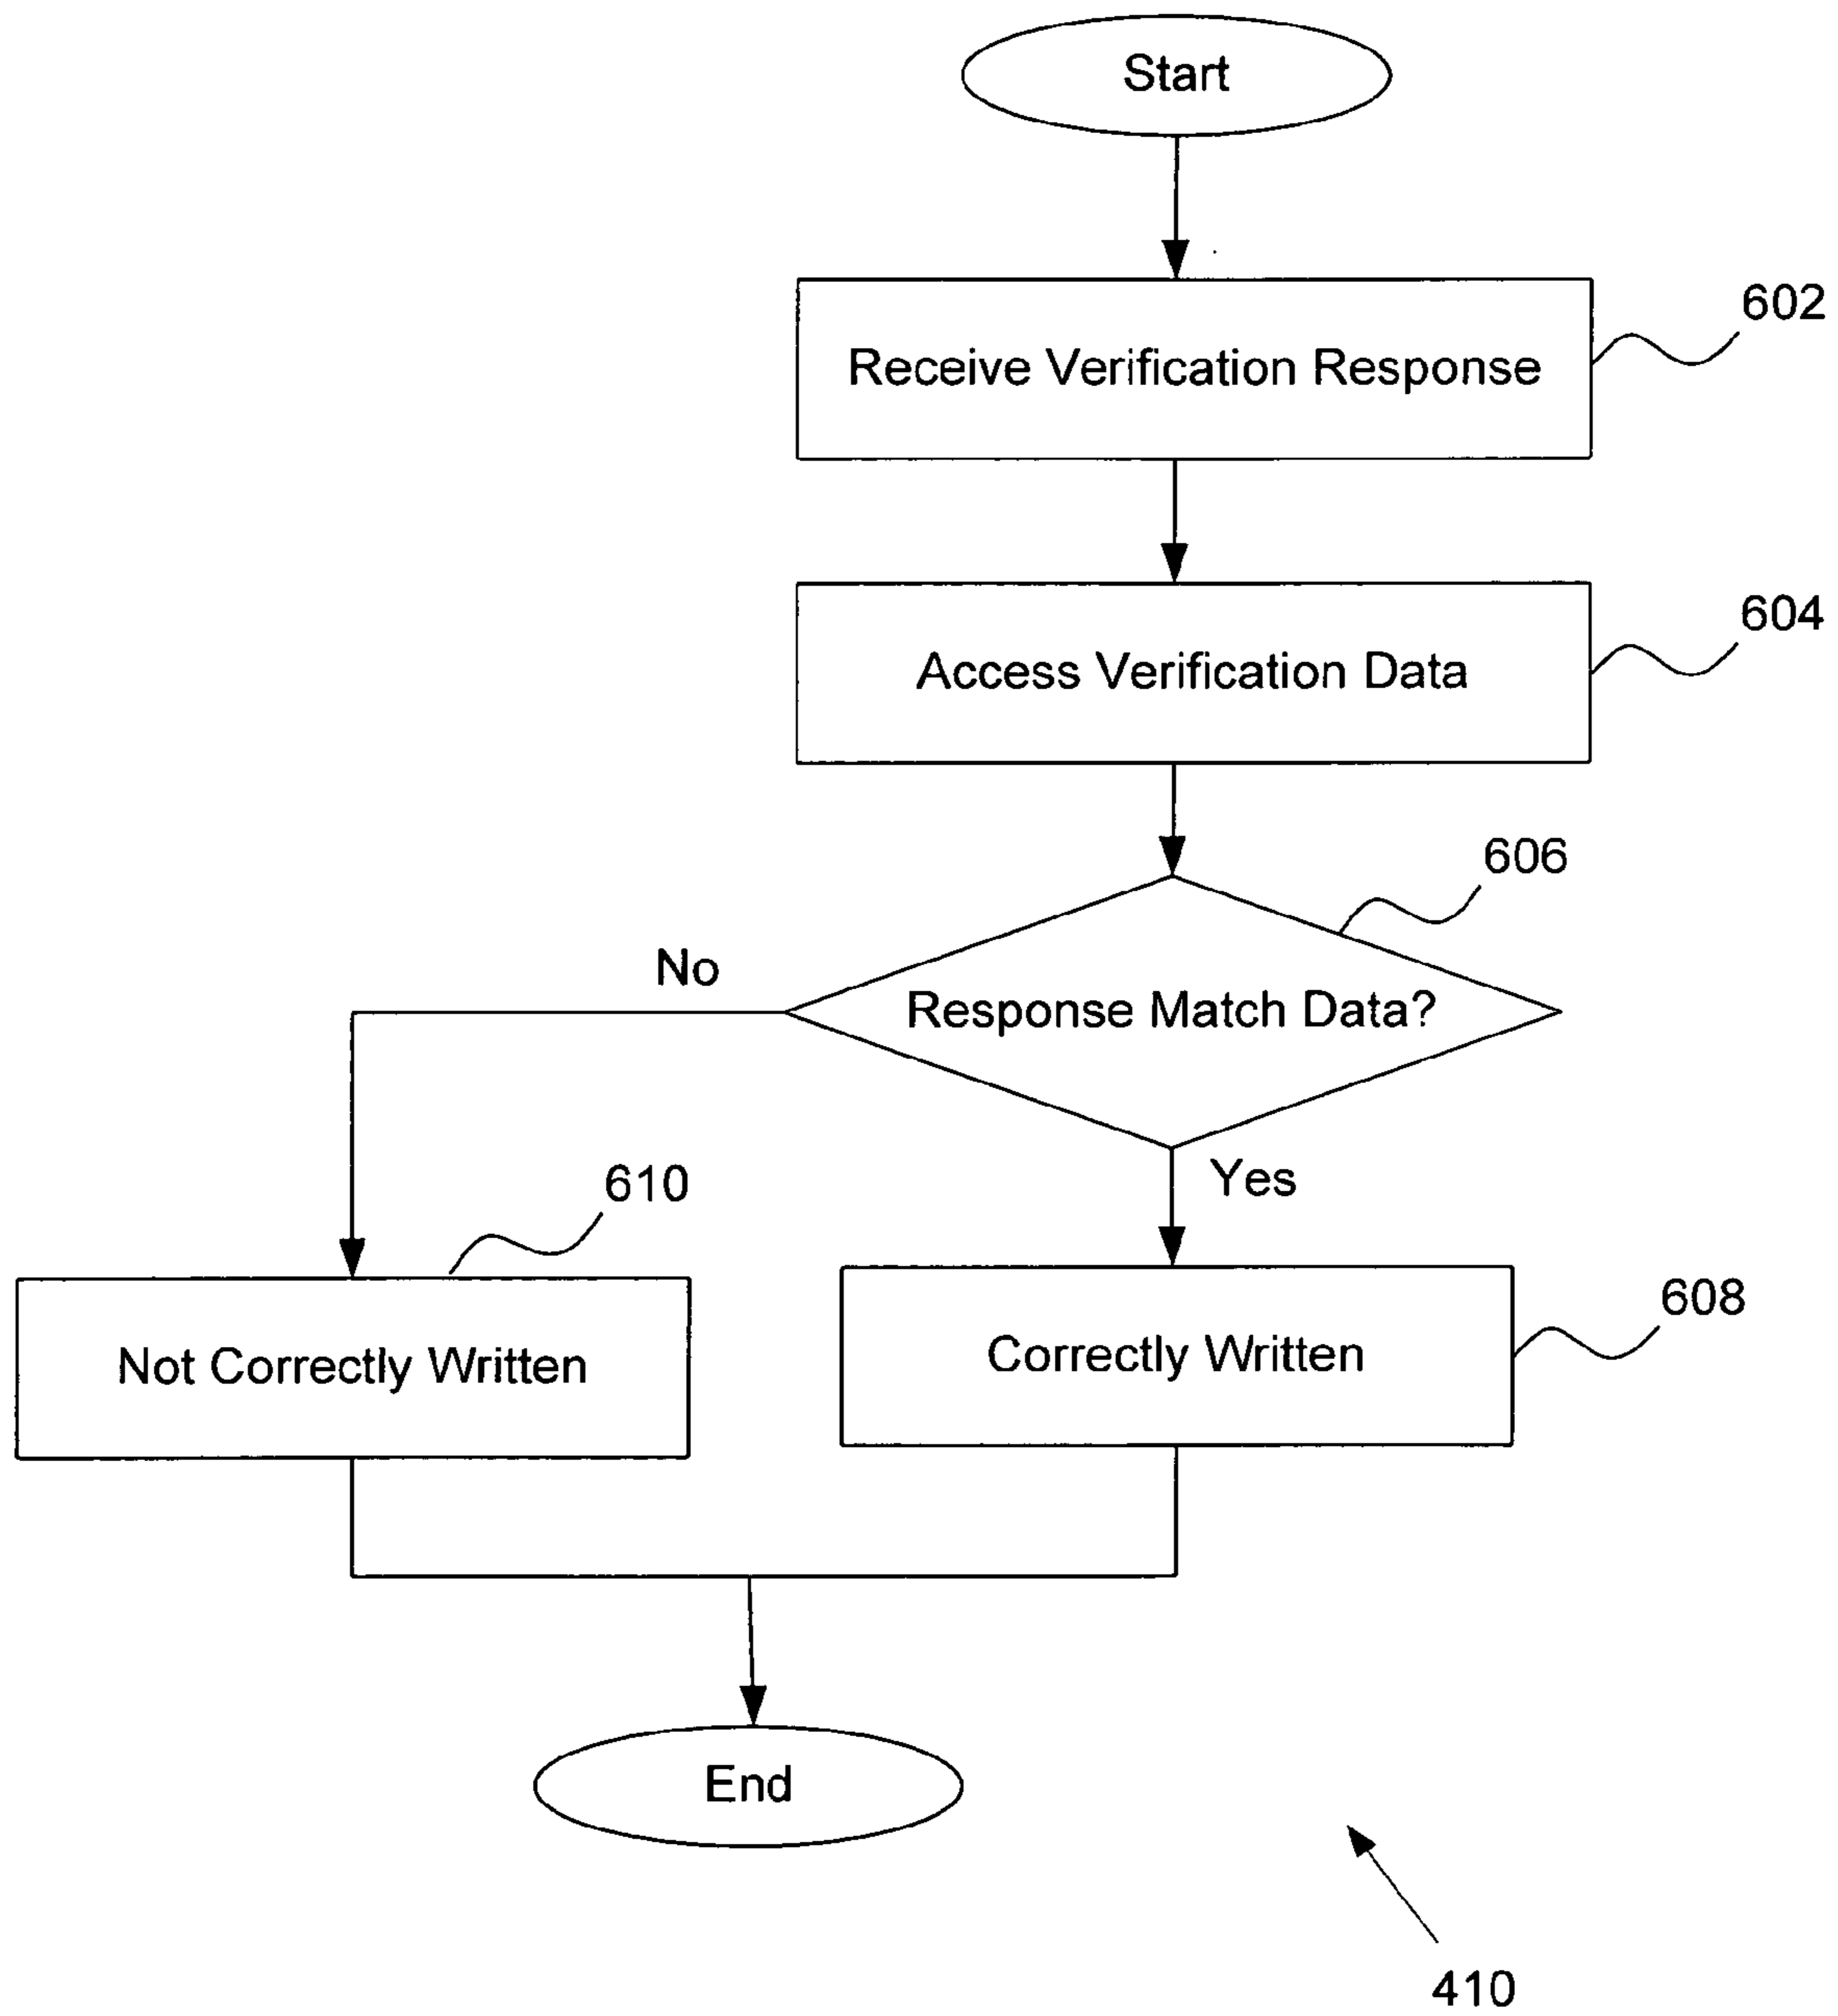 Start
602
Receive Verification Response
604
Access Verification Data
606
No
Response Match Data?
Yes
610
608
Not Correctly Written
Correctly Written
End
410